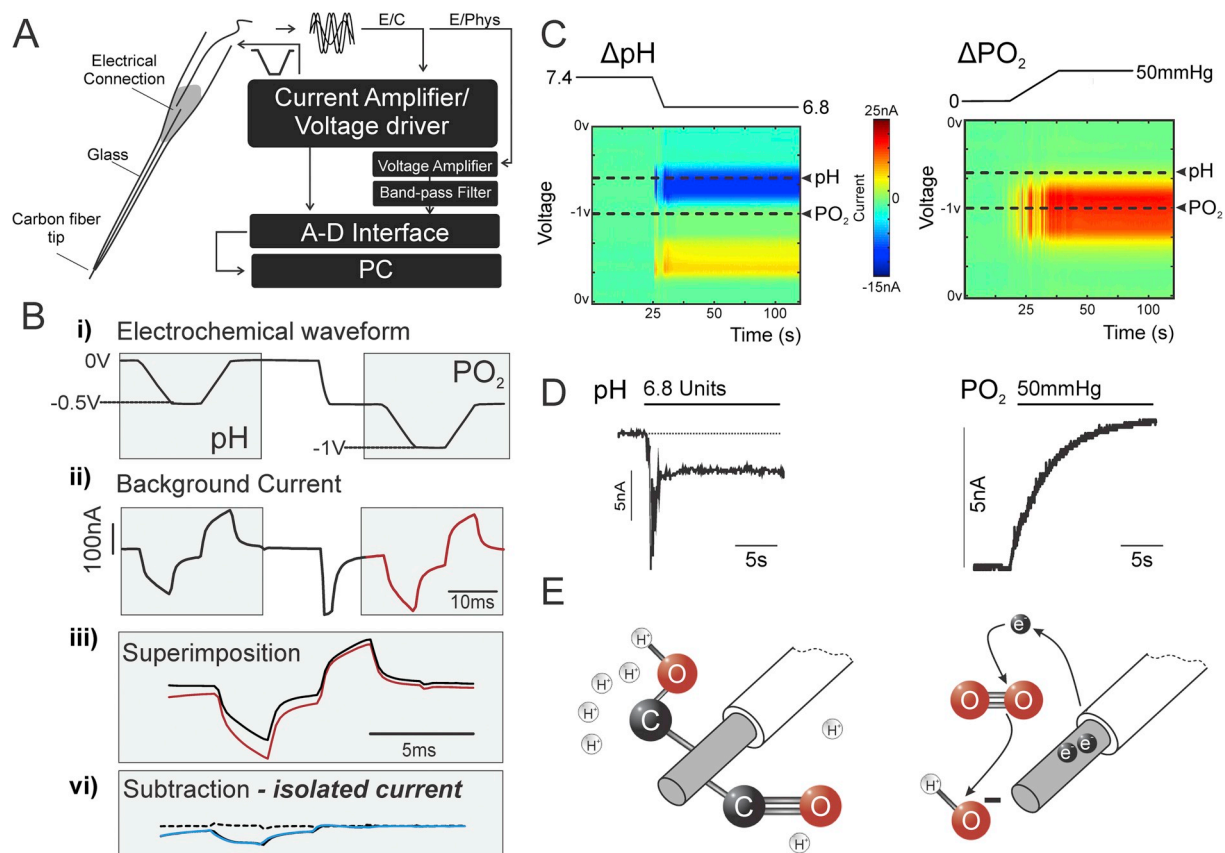 A
E/C
E/Phys
Electrical
Connection
Glass
Carbon fiber
tip
Current Amplifier/
Voltage driver
Voltage Amplifier
Band-pass Filter
A-D Interface
PC
B
i) Electrochemical waveform
0V
-0.5V
pH
-1V
PO2
ii) Background Current
100nA
10ms
iii) Superimposition
5ms
vi) Subtraction - isolated current
C
ΔpH
7.4
6.8
0v
-1v
0v
Voltage
pH
PO2
25 50 100
Time (s)
25nA
0
-15nA
Current
ΔPO2
0
50mmHg
0v
-1v
0v
Voltage
pH
PO2
25 50 100
Time (s)
D
pH 6.8 Units
5nA
5s
PO2 50mmHg
5nA
5s
E
H+
H+
H+
H+
H+
H+
H+
H+
O
C
C
O
e-
O
O
e-
e-
H+
O